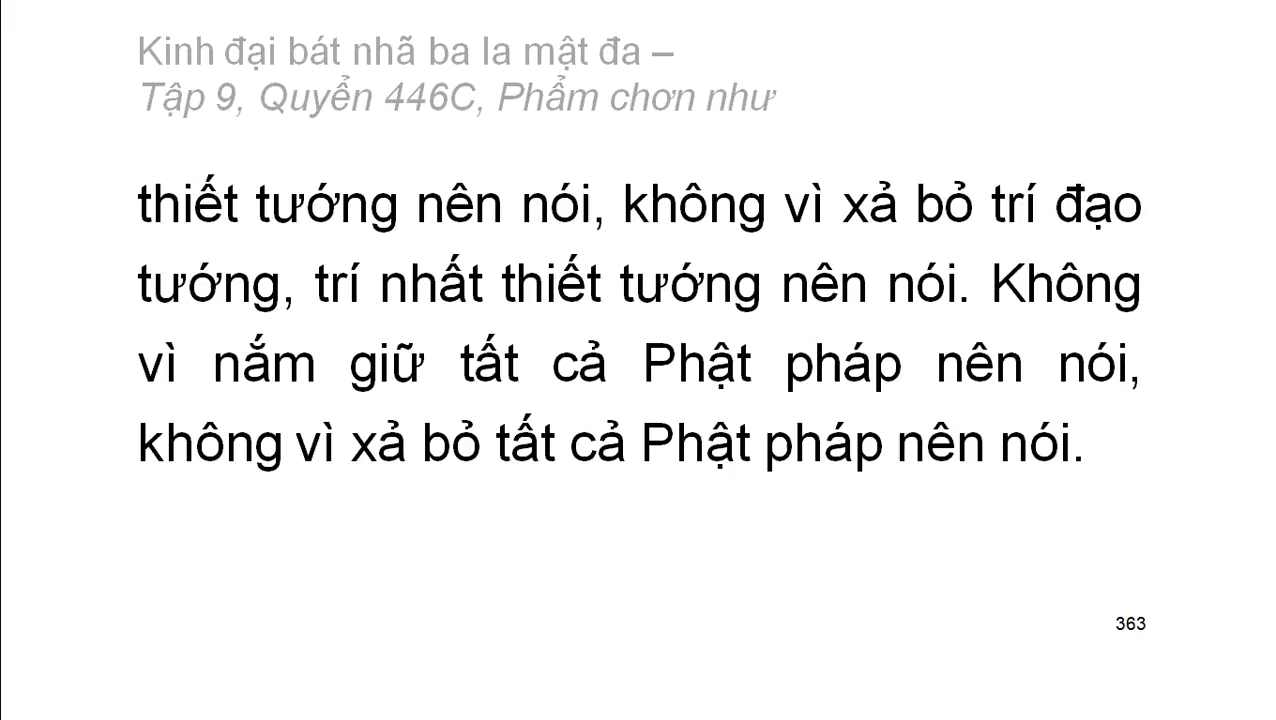 Kinh đại bát nhã ba la mật đa –
Tập 9, Quyển 446C, Phẩm chơn như
thiết tướng nên nói, không vì xả bỏ trí đạo
tướng, trí nhất thiết tướng nên nói. Không
vì nắm giữ tất cả Phật pháp nên nói,
không vì xả bỏ tất cả Phật pháp nên nói.
363